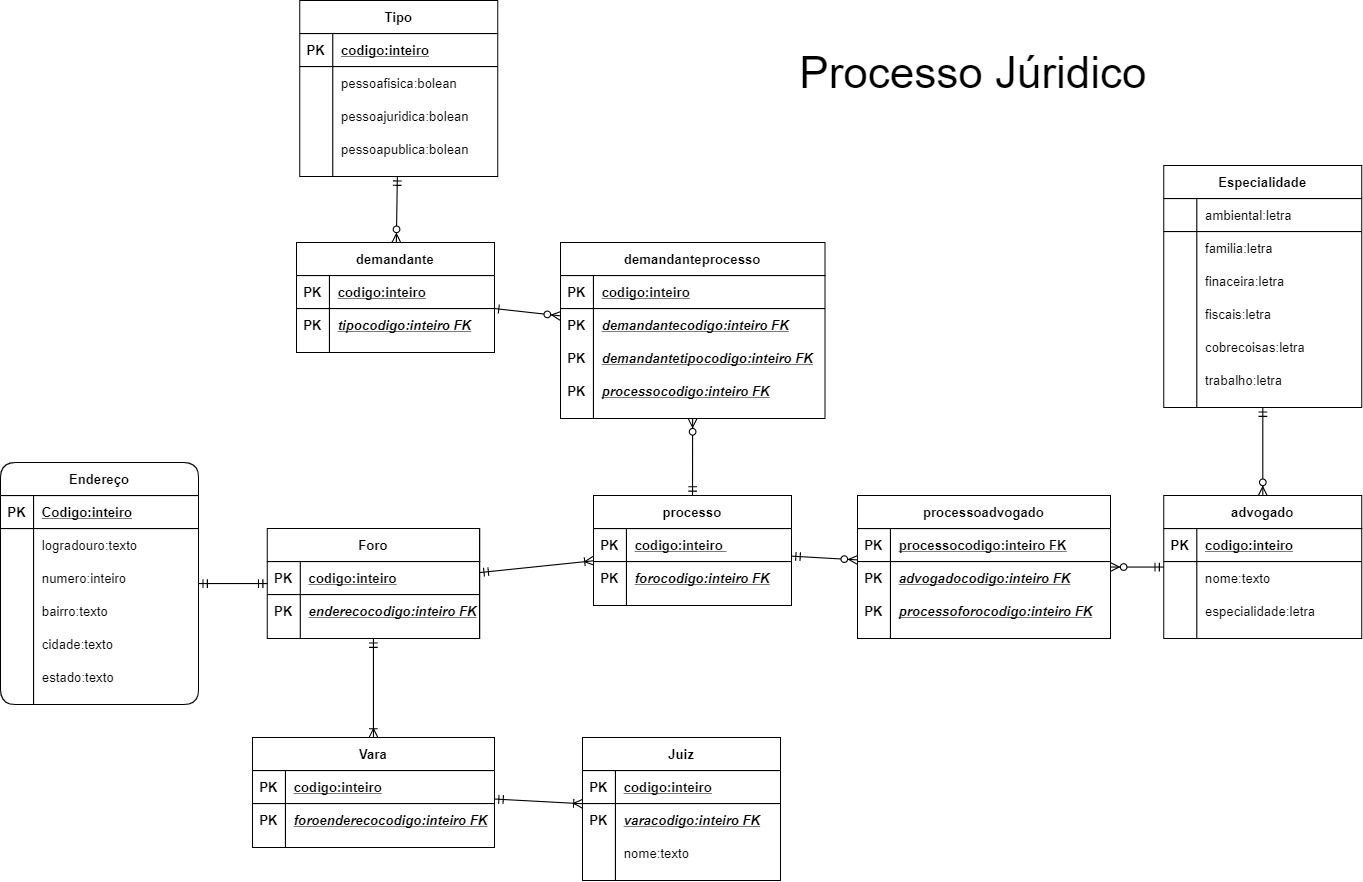 Tipo
PK codigo:inteiro
pessoafisica:bolean
pessoajuridica:bolean
pessoapublica:bolean
Processo Júridico
Especialidade
ambiental:letra
familia:letra
finaceira:letra
fiscais:letra
cobrecoisas:letra
trabalho:letra
demandante
PK codigo:inteiro
PK tipocodigo:inteiro FK
demandanteprocesso
PK codigo:inteiro
PK demandantecodigo:inteiro FK
PK demandantetipocodigo:inteiro FK
PK processocodigo:inteiro FK
Endereço
PK Codigo:inteiro
logradouro:texto
numero:inteiro
bairro:texto
cidade:texto
estado:texto
Foro
PK codigo:inteiro
PK enderecocodigo:inteiro FK
processo
PK codigo:inteiro
PK forocodigo:inteiro FK
processoadvogado
PK processocodigo:inteiro FK
PK advogadocodigo:inteiro FK
PK processoforocodigo:inteiro FK
advogado
PK codigo:inteiro
nome:texto
especialidade:letra
Vara
PK codigo:inteiro
PK foroenderecocodigo:inteiro FK
Juiz
PK codigo:inteiro
PK varacodigo:inteiro FK
nome:texto